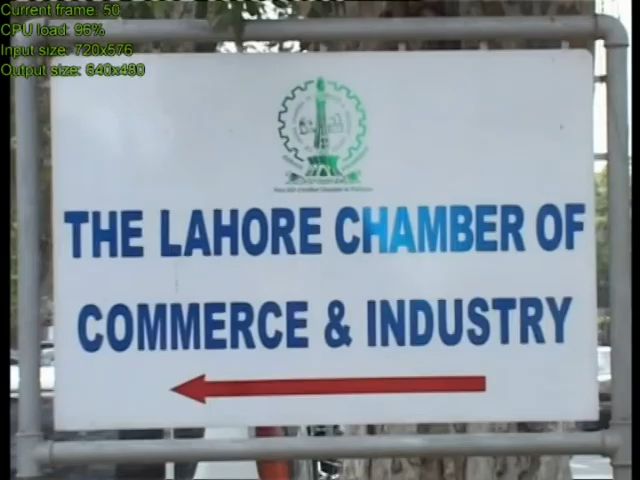 Current frame: 50
CPU load: 96%
Input size: 720x576
Output size: 640x480
THE LAHORE CHAMBER OF
COMMERCE & INDUSTRY